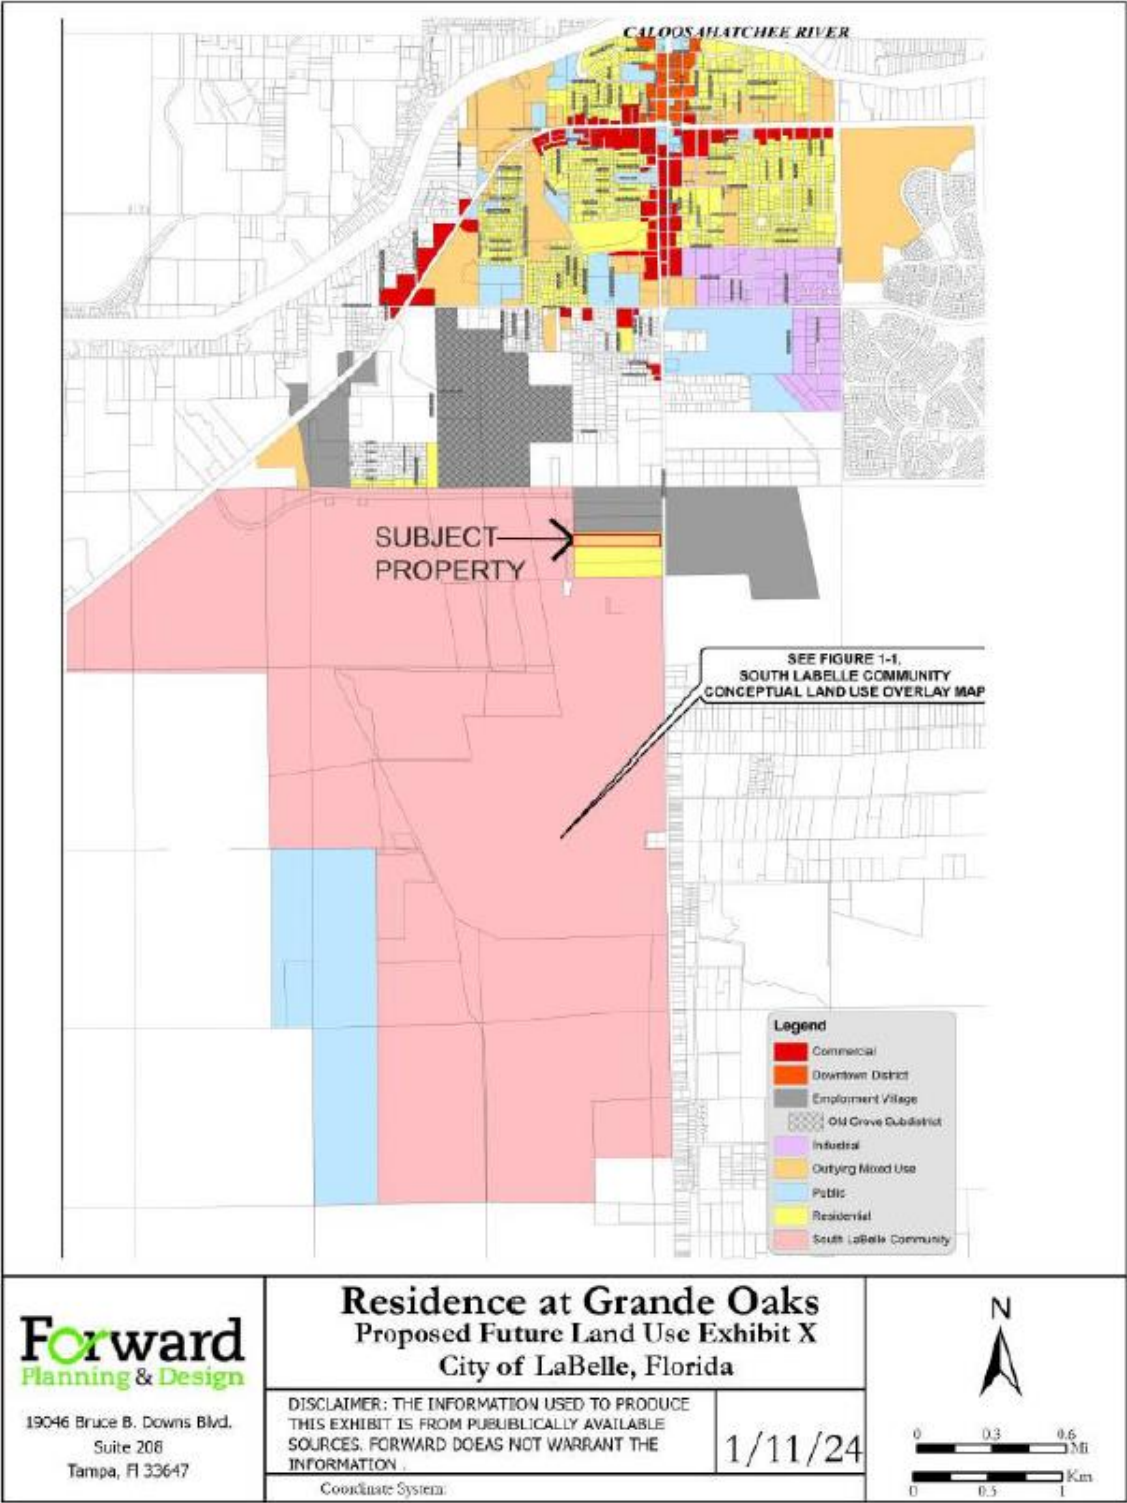 CALOOSAHATCHEE RIVER
SUBJECT
PROPERTY
SEE FIGURE 1-1,
SOUTH LABELLE COMMUNITY
CONCEPTUAL LAND USE OVERLAY MAP
Legend
Commercial
Downtown District
Employment Village
Old Grove Subdistrict
Industrial
Outlying Mixed Use
Public
Residential
South LaBelle Community
Forward
Planning & Design
19046 Bruce B. Downs Blvd.
Suite 208
Tampa, Fl 33647
Residence at Grande Oaks
Proposed Future Land Use Exhibit X
City of LaBelle, Florida
DISCLAIMER: THE INFORMATION USED TO PRODUCE
THIS EXHIBIT IS FROM PUBUBLICALLY AVAILABLE
SOURCES. FORWARD DOEAS NOT WARRANT THE
INFORMATION .
Coordinate System:
1/11/24
N
0 0.3 0.6
Mi
Km
0 0.5 1